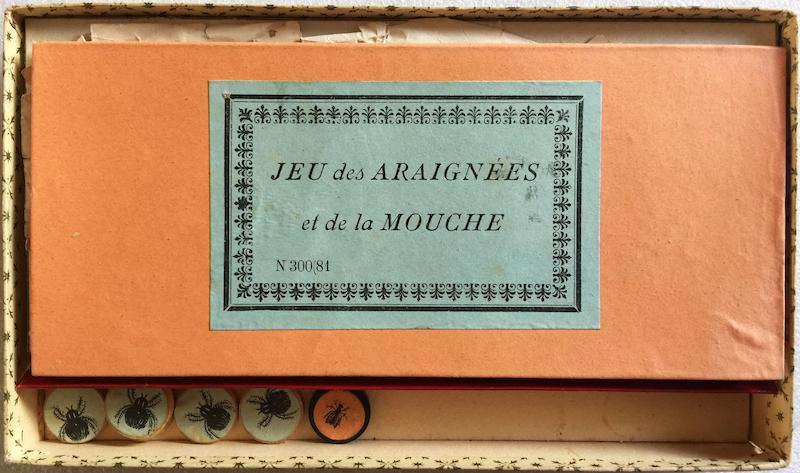 JEU des ARAIGNÉES
et de la MOUCHE
N 300(81